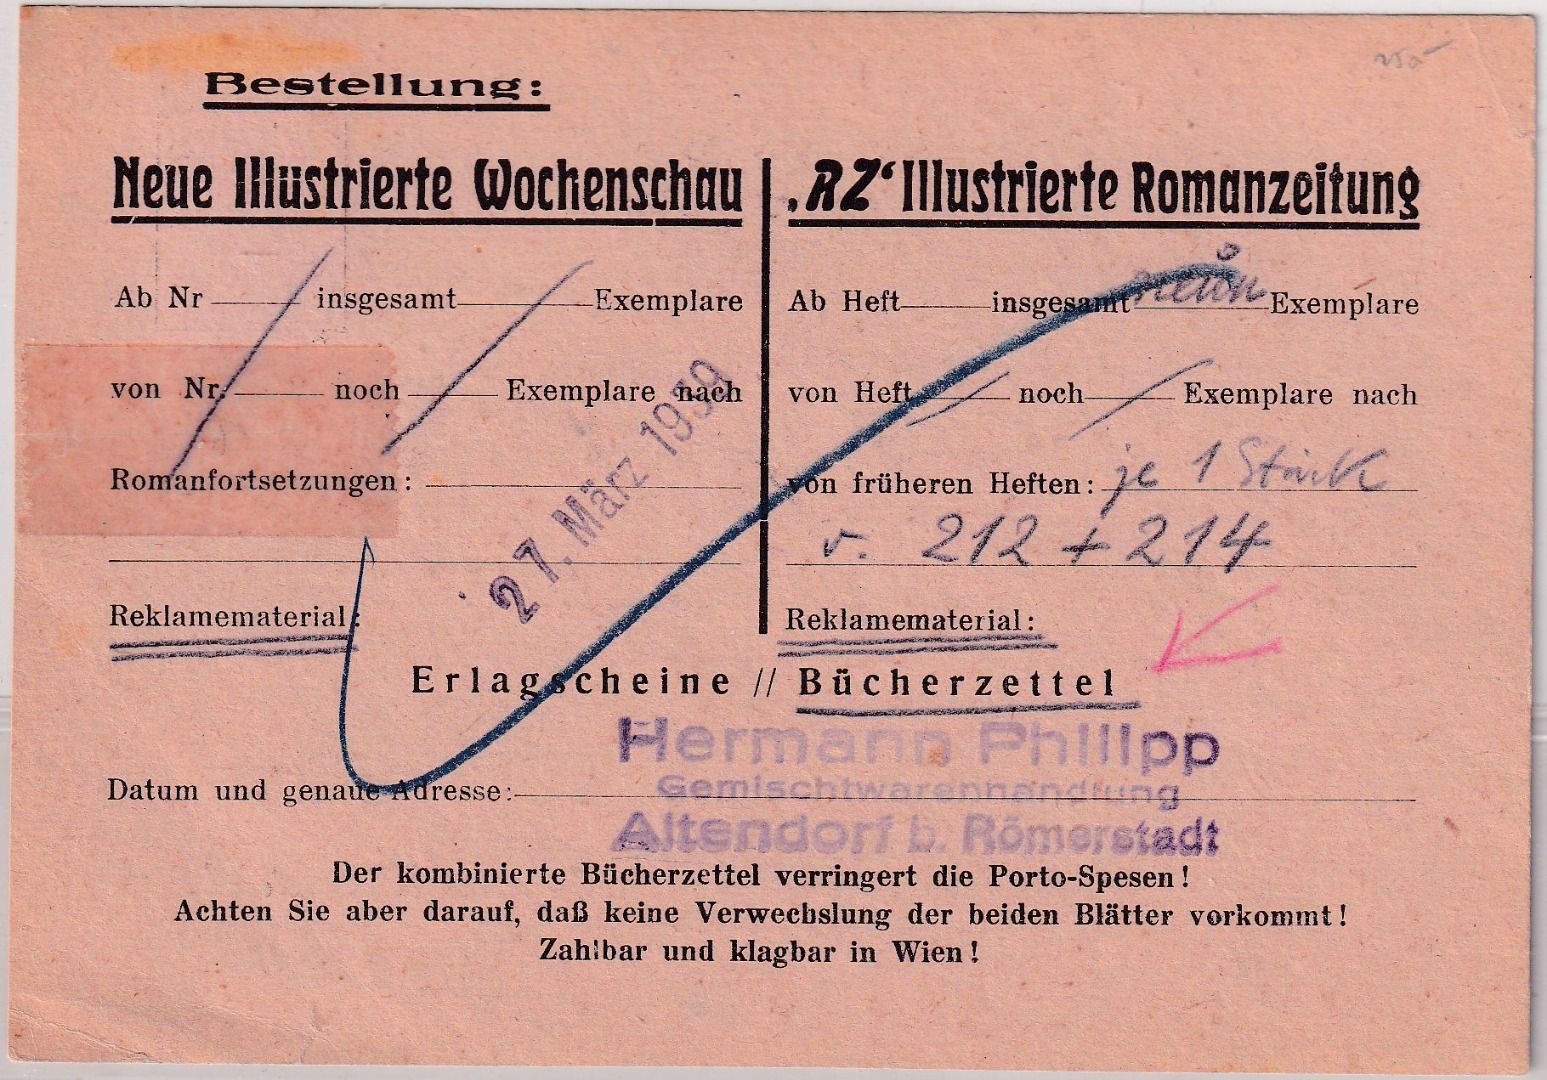 Bestellung:
Neue Illustrierte Wochenschau
Ab Nr insgesamt Exemplare
von Nr. noch Exemplare nach
Romanfortsetzungen:
27. März 1939
Reklamematerial:
‚RZ‘ Illustrierte Romanzeitung
Ab Heft insgesamt neun Exemplare
von Heft noch Exemplare nach
von früheren Heften: je 1 Stück
v. 212 + 214
Reklamematerial:
Erlagscheine // Bücherzettel
Hermann Philipp
Gemischtwarenhandlung
Datum und genaue Adresse:
Altendorf b. Römerstadt
Der kombinierte Bücherzettel verringert die Porto-Spesen!
Achten Sie aber darauf, daß keine Verwechslung der beiden Blätter vorkommt!
Zahlbar und klagbar in Wien!